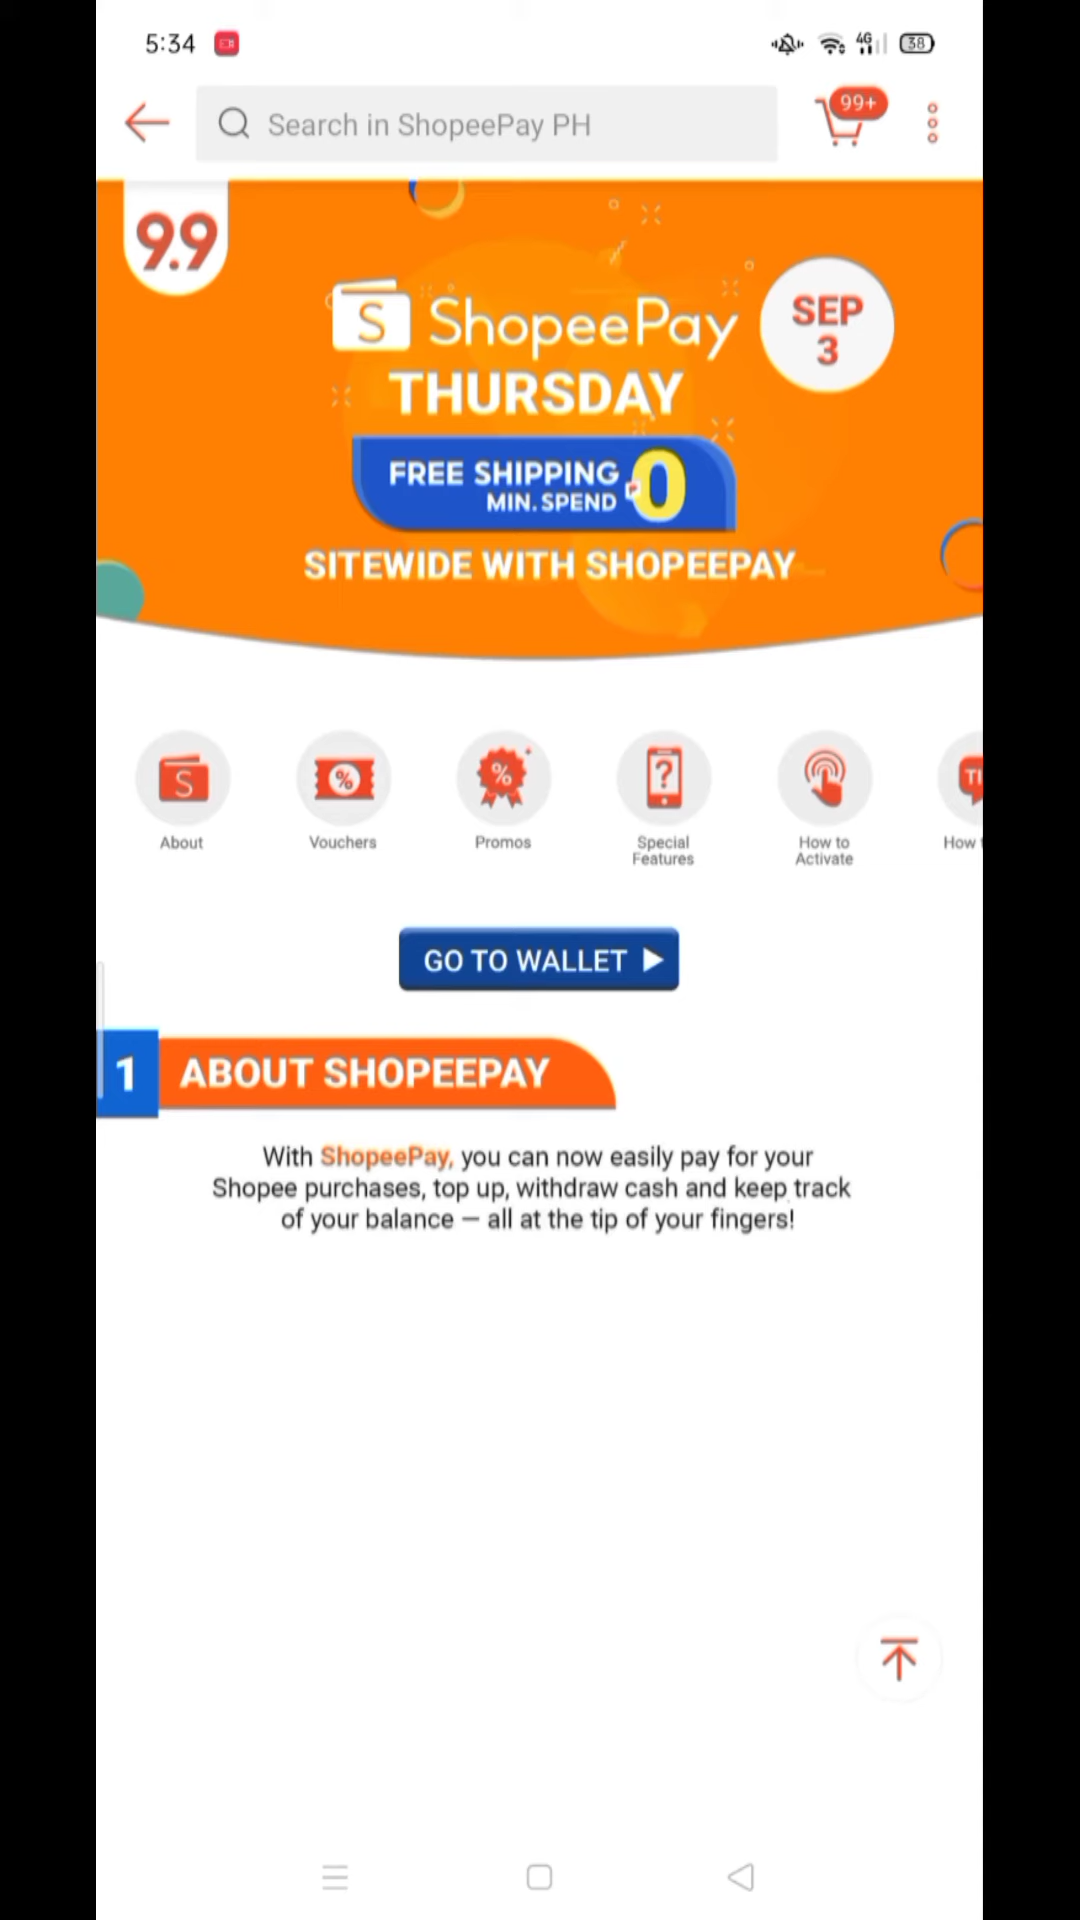 5:34
4G
38
Search in ShopeePay PH
99+
9.9
S ShopeePay
SEP
3
THURSDAY
FREE SHIPPING
MIN. SPEND ₱0
SITEWIDE WITH SHOPEEPAY
About
Vouchers
Promos
Special
Features
How to
Activate
How
GO TO WALLET
1 ABOUT SHOPEEPAY
With ShopeePay, you can now easily pay for your
Shopee purchases, top up, withdraw cash and keep track
of your balance — all at the tip of your fingers!